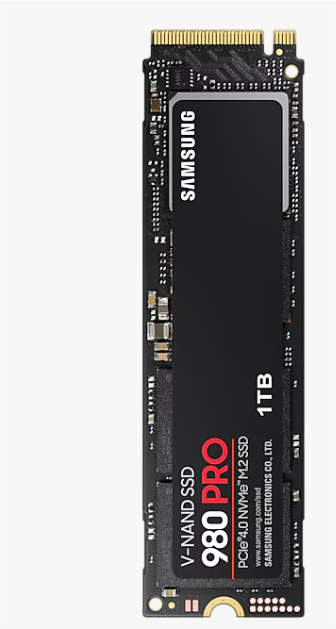 SAMSUNG
1TB
V-NAND SSD
980 PRO
PCIe® 4.0 NVMe™ M.2 SSD
www.samsung.com/ssd
SAMSUNG ELECTRONICS CO., LTD.